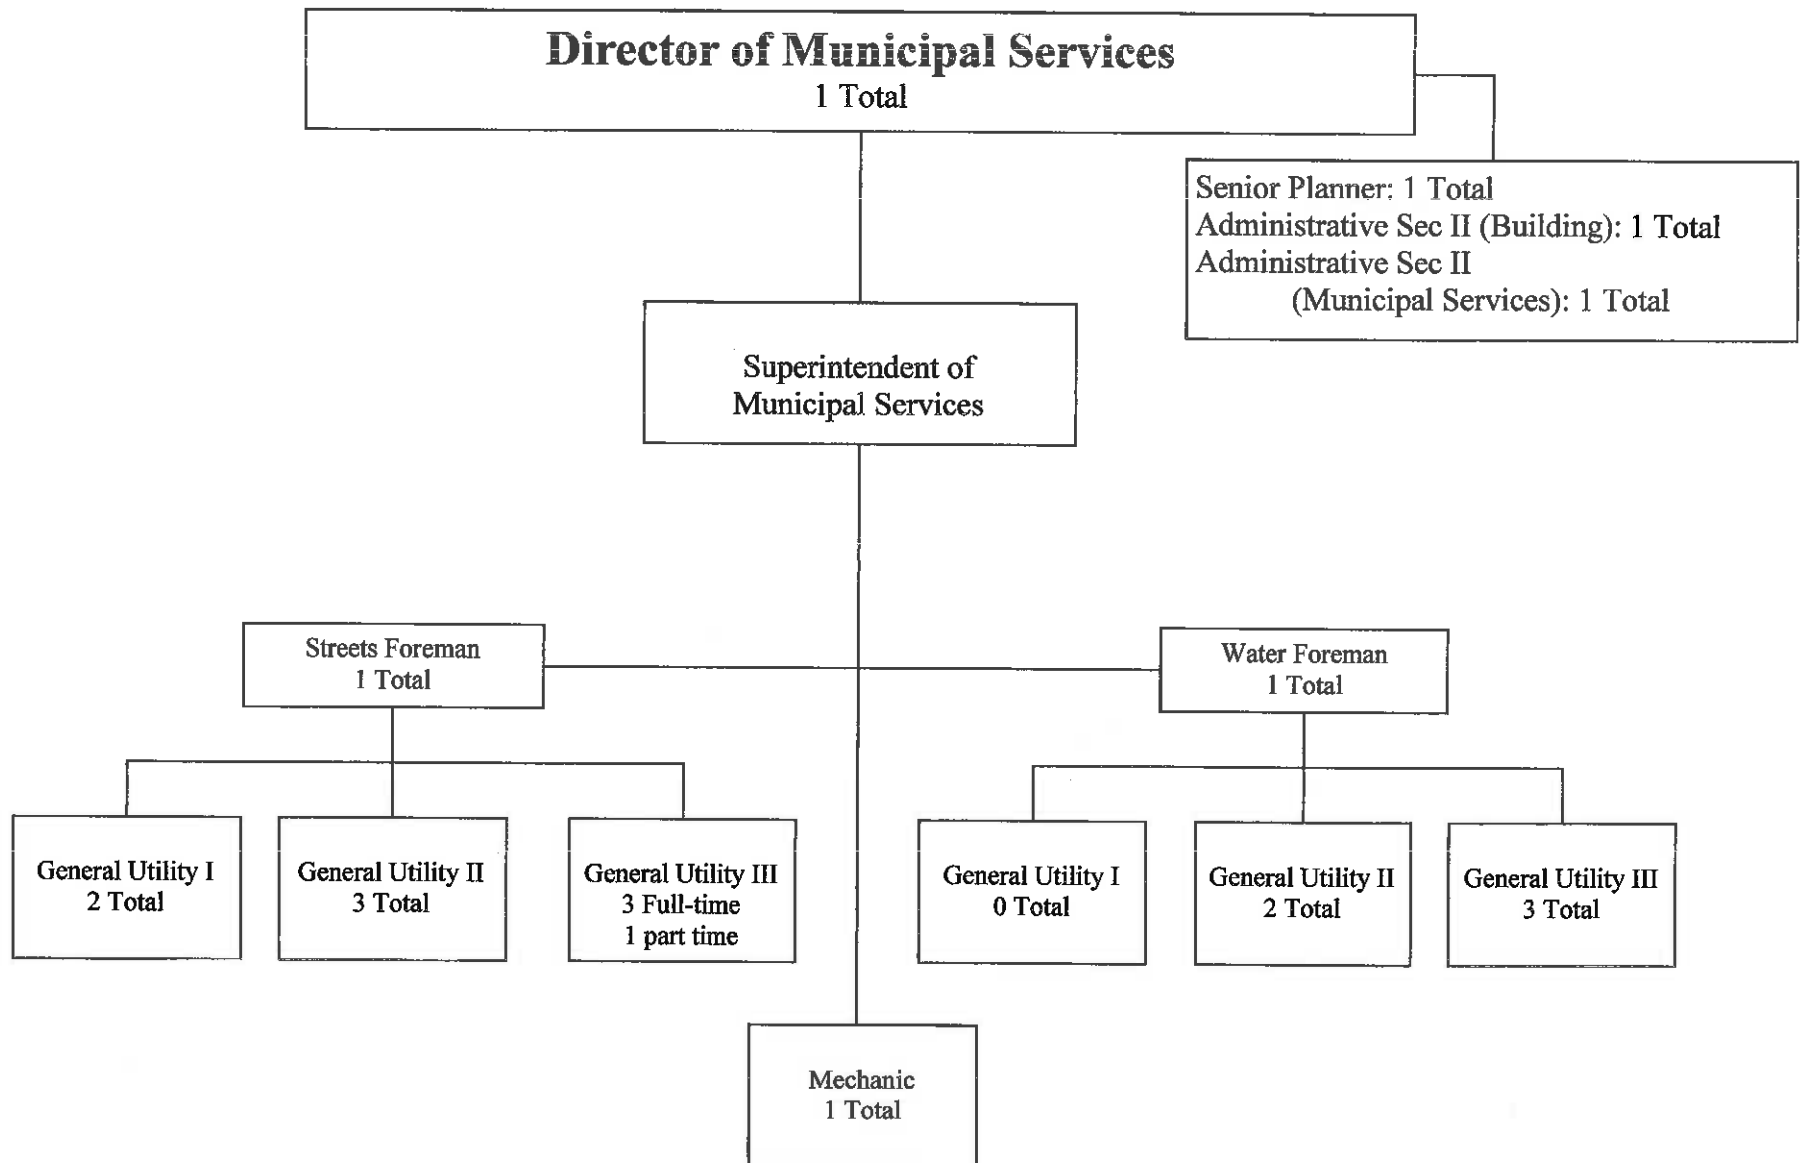 Director of Municipal Services
1 Total
Senior Planner: 1 Total
Administrative Sec II (Building): 1 Total
Administrative Sec II
(Municipal Services): 1 Total
Superintendent of
Municipal Services
Streets Foreman
1 Total
Water Foreman
1 Total
General Utility I
2 Total
General Utility II
3 Total
General Utility III
3 Full-time
1 part time
General Utility I
0 Total
General Utility II
2 Total
General Utility III
3 Total
Mechanic
1 Total